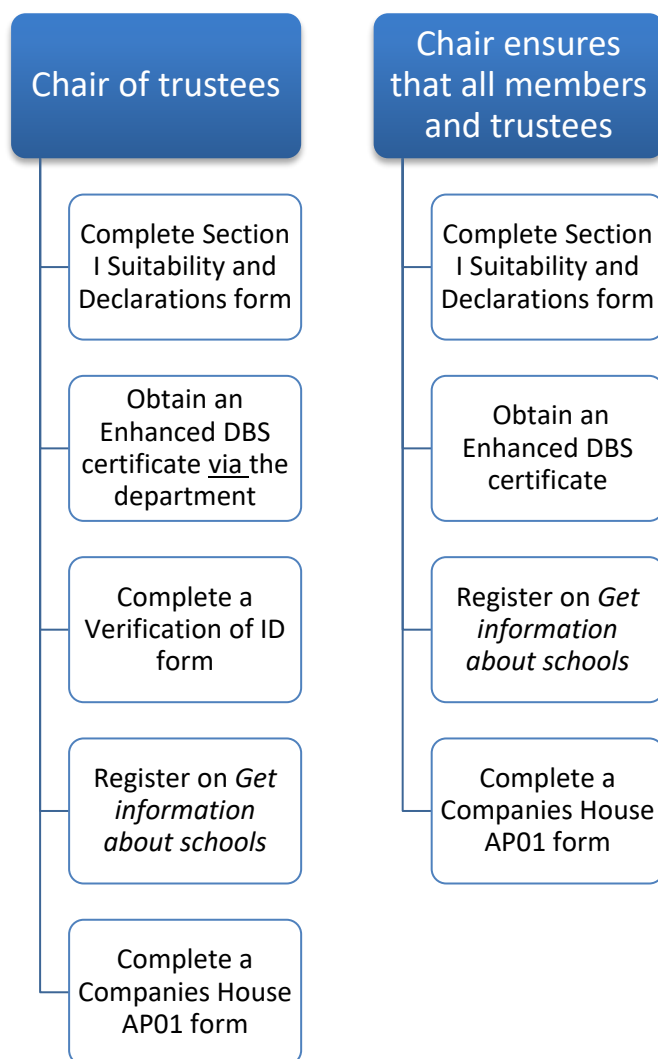 Chair of trustees
Complete Section
I Suitability and
Declarations form
Obtain an
Enhanced DBS
certificate via the
department
Complete a
Verification of ID
form
Register on Get
information
about schools
Complete a
Companies House
AP01 form
Chair ensures
that all members
and trustees
Complete Section
I Suitability and
Declarations form
Obtain an
Enhanced DBS
certificate
Register on Get
information
about schools
Complete a
Companies House
AP01 form